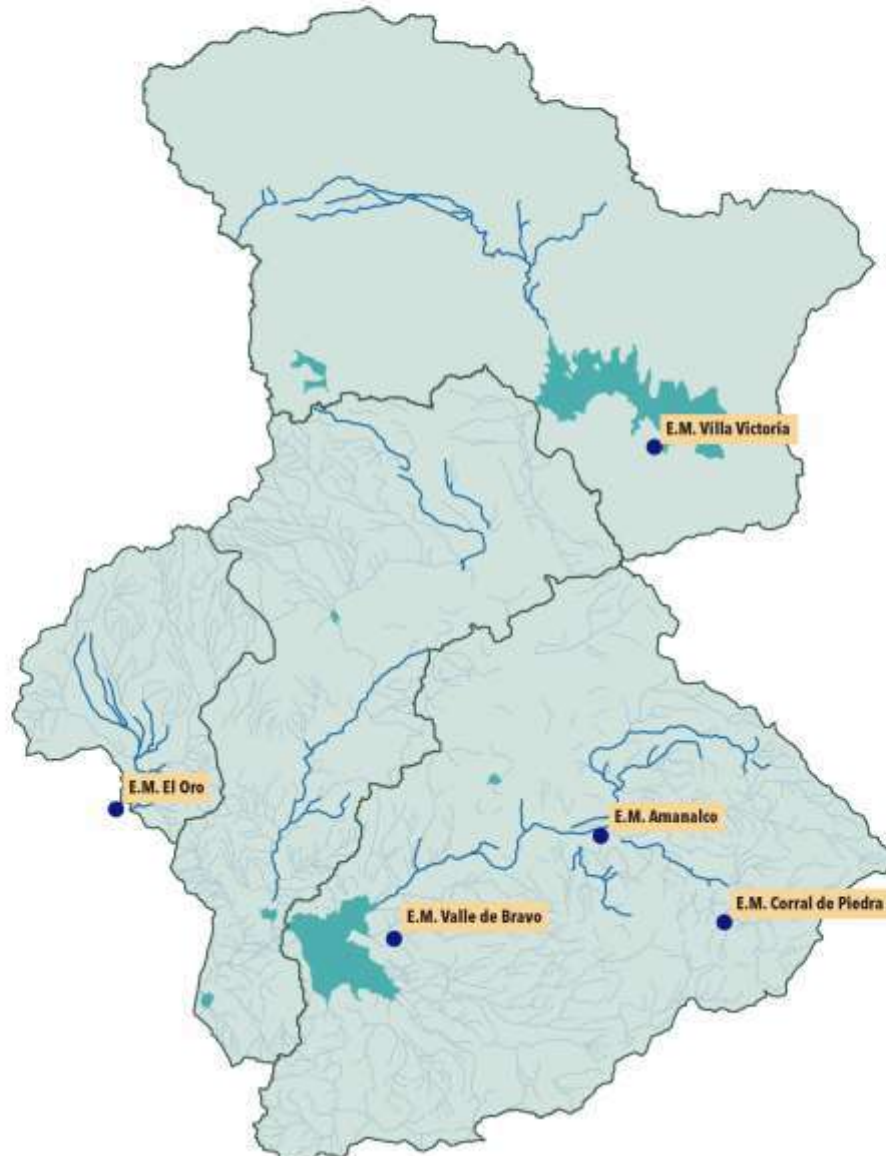 E.M. Villa Victoria
E.M. El Oro
E.M. Amanalco
E.M. Corral de Piedra
E.M. Valle de Bravo